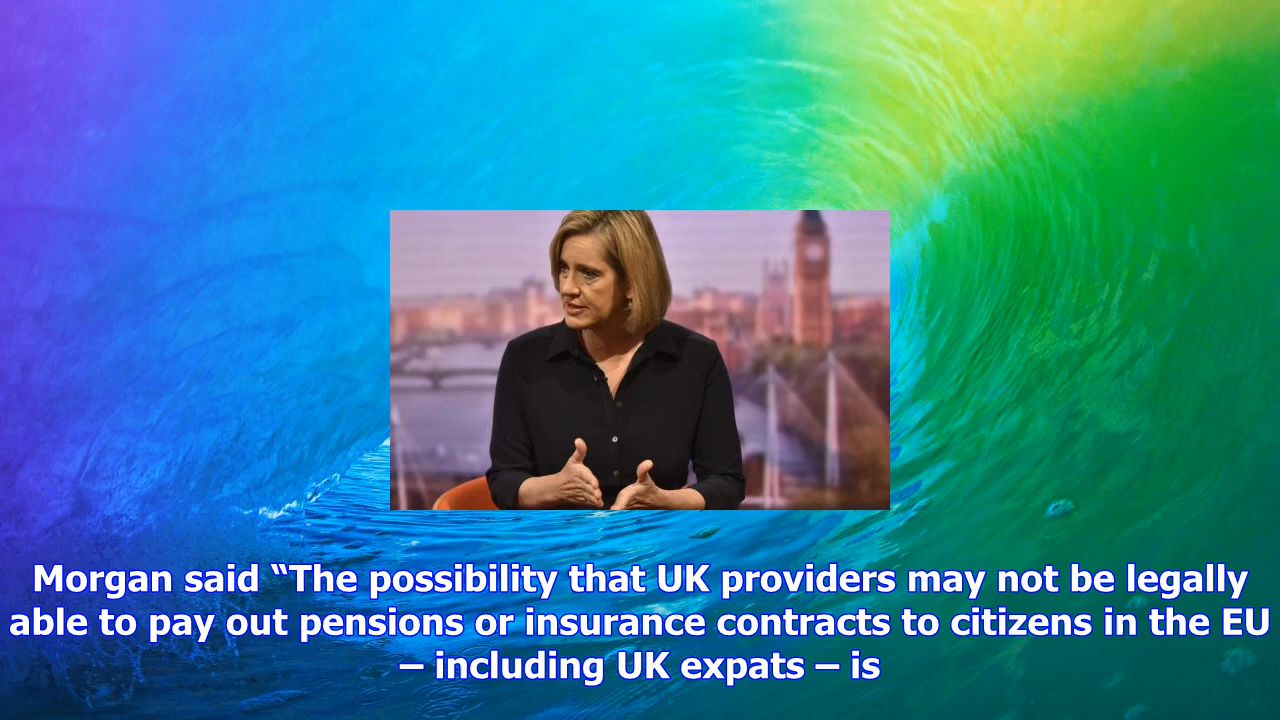 Morgan said “The possibility that UK providers may not be legally
able to pay out pensions or insurance contracts to citizens in the EU
– including UK expats – is